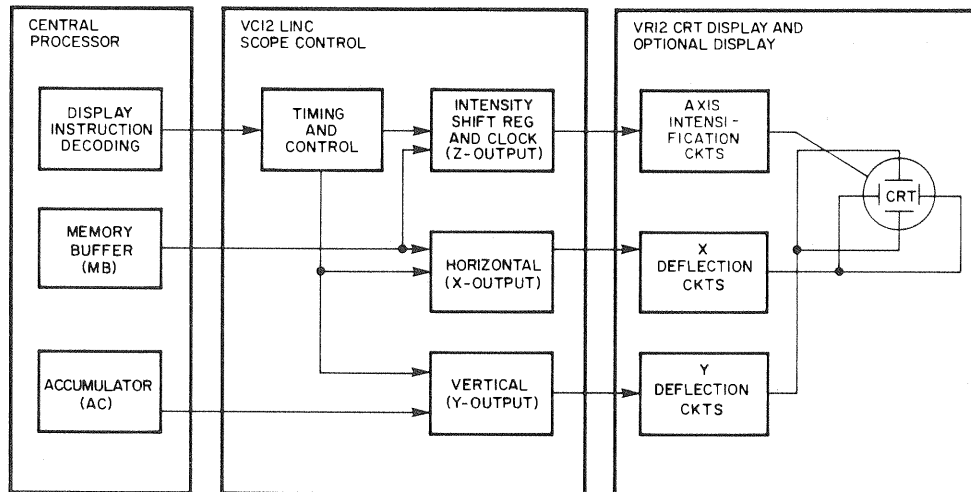 CENTRAL
PROCESSOR
DISPLAY
INSTRUCTION
DECODING
MEMORY
BUFFER
(MB)
ACCUMULATOR
(AC)
VC12 LINC
SCOPE CONTROL
TIMING
AND
CONTROL
INTENSITY
SHIFT REG
AND CLOCK
(Z-OUTPUT)
HORIZONTAL
(X-OUTPUT)
VERTICAL
(Y-OUTPUT)
VR12 CRT DISPLAY AND
OPTIONAL DISPLAY
AXIS
INTENSI-
FICATION
CKTS
X
DEFLECTION
CKTS
Y
DEFLECTION
CKTS
CRT